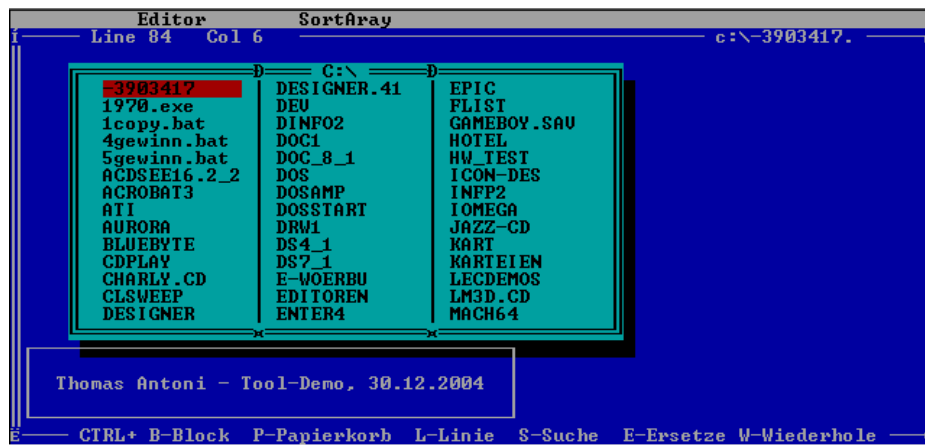 Editor SortAray
Line 84 Col 6 c:\-3903417.
C:\
-3903417 DESIGNER.41 EPIC
1970.exe DEV FLIST
1copy.bat DINFO2 GAMEBOY.SAV
4gewinn.bat DOC1 HOTEL
5gewinn.bat DOC_8_1 HW_TEST
ACDSEE16.2_2 DOS ICON-DES
ACROBAT3 DOSAMP INFP2
ATI DOSSTART IOMEGA
AURORA DRW1 JAZZ-CD
BLUEBYTE DS4_1 KART
CDPLAY DS7_1 KARTEIEN
CHARLY.CD E-WOERBU LECDEMOS
CLSWEEP EDITOREN LM3D.CD
DESIGNER ENTER4 MACH64
Thomas Antoni - Tool-Demo, 30.12.2004
CTRL+ B-Block P-Papierkorb L-Linie S-Suche E-Ersetze W-Wiederhole